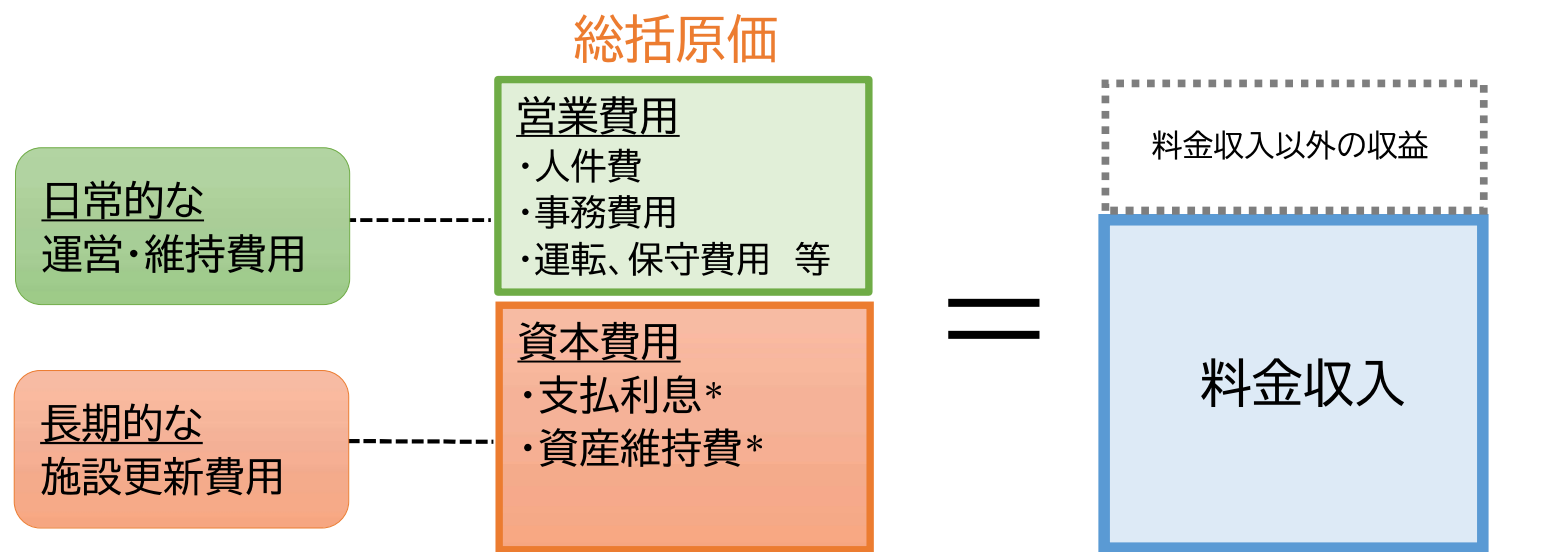 総括原価
日常的な
運営・維持費用
営業費用
・人件費
・事務費用
・運転、保守費用　等
長期的な
施設更新費用
資本費用
・支払利息*
・資産維持費*
＝
料金収入以外の収益
料金収入